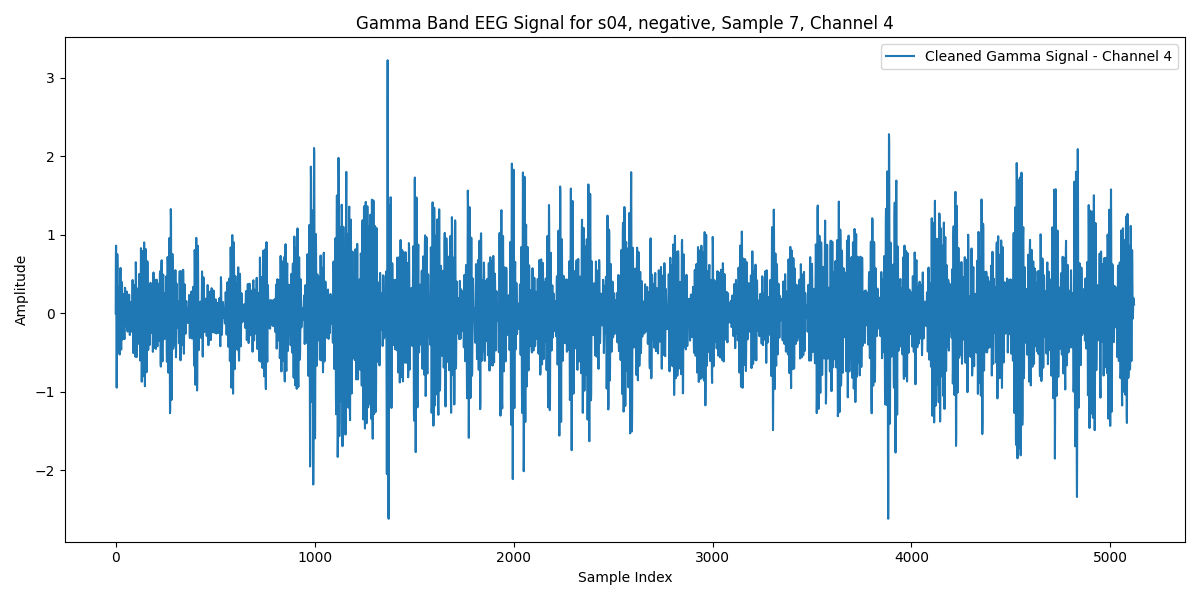 Gamma Band EEG Signal for s04, negative, Sample 7, Channel 4
Cleaned Gamma Signal - Channel 4
3
2
1
0
−1
−2
Amplitude
0 1000 2000 3000 4000 5000
Sample Index